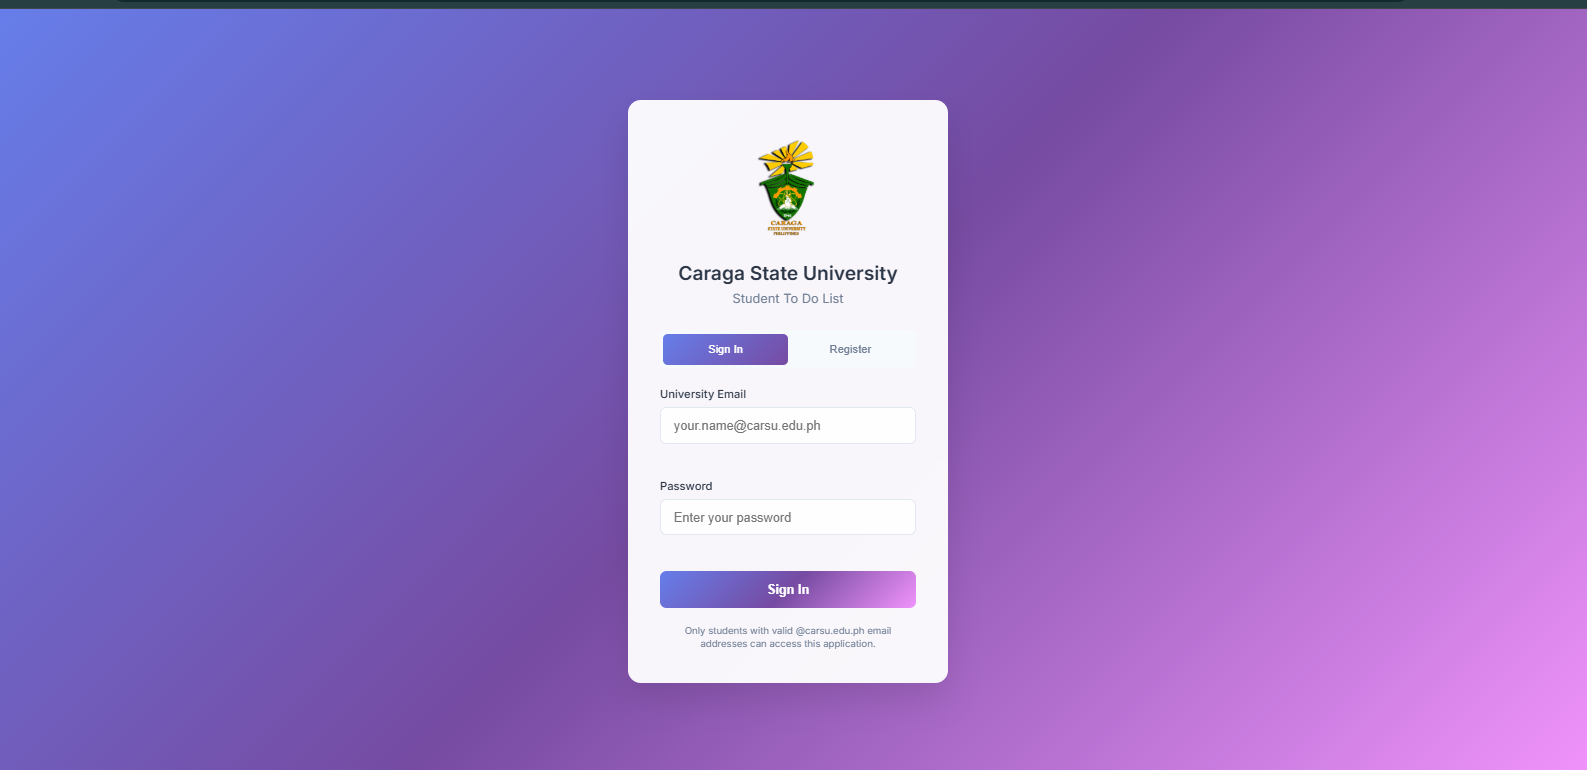 CARAGA
STATE UNIVERSITY
PHILIPPINES
Caraga State University
Student To Do List
Sign In
Register
University Email
your.name@carsu.edu.ph
Password
Enter your password
Sign In
Only students with valid @carsu.edu.ph email
addresses can access this application.